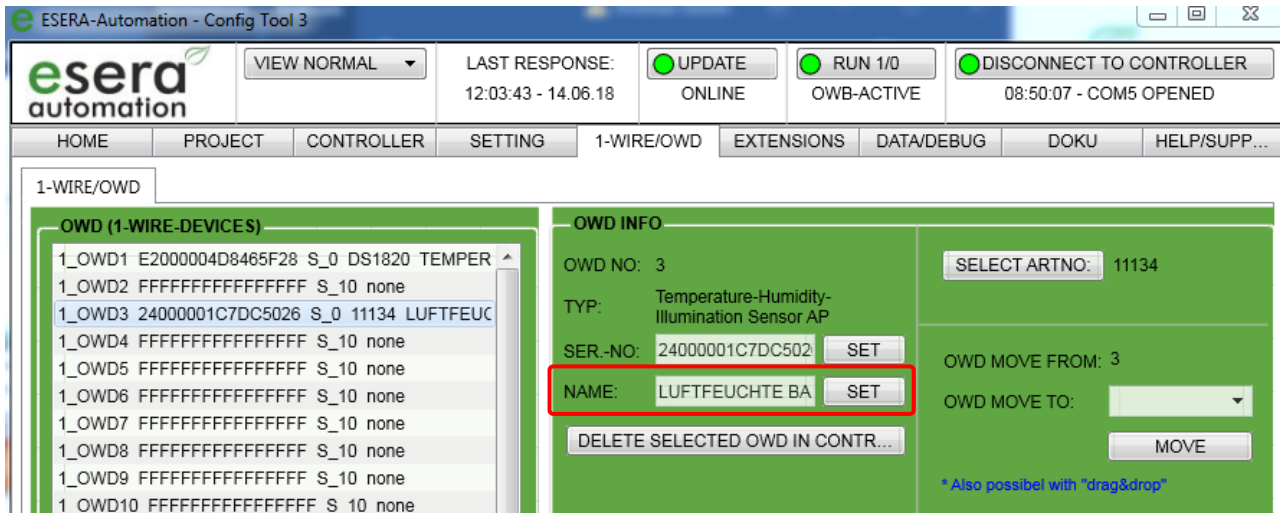 ESERA-Automation - Config Tool 3
esera automation
VIEW NORMAL
LAST RESPONSE:
12:03:43 - 14.06.18
UPDATE
ONLINE
RUN 1/0
OWB-ACTIVE
DISCONNECT TO CONTROLLER
08:50:07 - COM5 OPENED
HOME PROJECT CONTROLLER SETTING 1-WIRE/OWD EXTENSIONS DATA/DEBUG DOKU HELP/SUPP...
1-WIRE/OWD
OWD (1-WIRE-DEVICES)
1_OWD1 E2000004D8465F28 S_0 DS1820 TEMPER
1_OWD2 FFFFFFFFFFFFFFFF S_10 none
1_OWD3 24000001C7DC5026 S_0 11134 LUFTFEUC
1_OWD4 FFFFFFFFFFFFFFFF S_10 none
1_OWD5 FFFFFFFFFFFFFFFF S_10 none
1_OWD6 FFFFFFFFFFFFFFFF S_10 none
1_OWD7 FFFFFFFFFFFFFFFF S_10 none
1_OWD8 FFFFFFFFFFFFFFFF S_10 none
1_OWD9 FFFFFFFFFFFFFFFF S_10 none
1_OWD10 FFFFFFFFFFFFFFFF S_10 none
OWD INFO
OWD NO: 3
TYP: Temperature-Humidity-
Illumination Sensor AP
SER.-NO: 24000001C7DC502 SET
NAME: LUFTFEUCHTE BA SET
DELETE SELECTED OWD IN CONTR...
SELECT ARTNO: 11134
OWD MOVE FROM: 3
OWD MOVE TO:
MOVE
* Also possibel with "drag&drop"